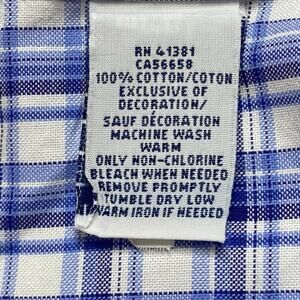 RN 41381
CA56658
100% COTTON/COTON
EXCLUSIVE OF
DECORATION/
SAUF DÉCORATION
MACHINE WASH
WARM
ONLY NON-CHLORINE
BLEACH WHEN NEEDED
REMOVE PROMPTLY
TUMBLE DRY LOW
WARM IRON IF NEEDED